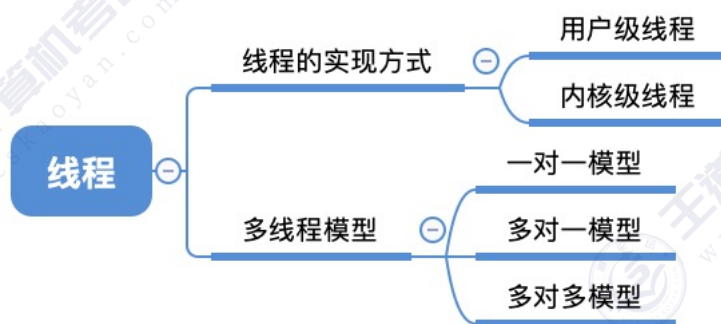 线程
线程的实现方式
用户级线程
内核级线程
多线程模型
一对一模型
多对一模型
多对多模型